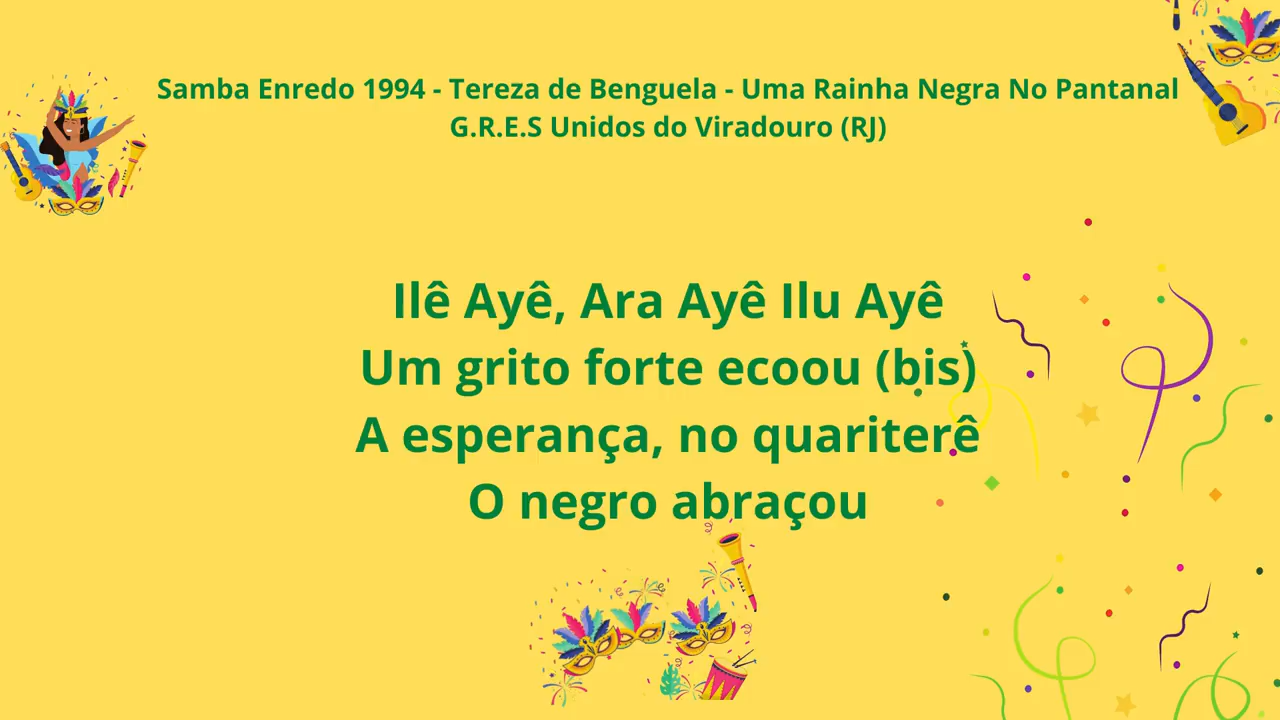 Samba Enredo 1994 - Tereza de Benguela - Uma Rainha Negra No Pantanal
G.R.E.S Unidos do Viradouro (RJ)
Ilê Ayê, Ara Ayê Ilu Ayê
Um grito forte ecoou (bis)
A esperança, no quariterê
O negro abraçou